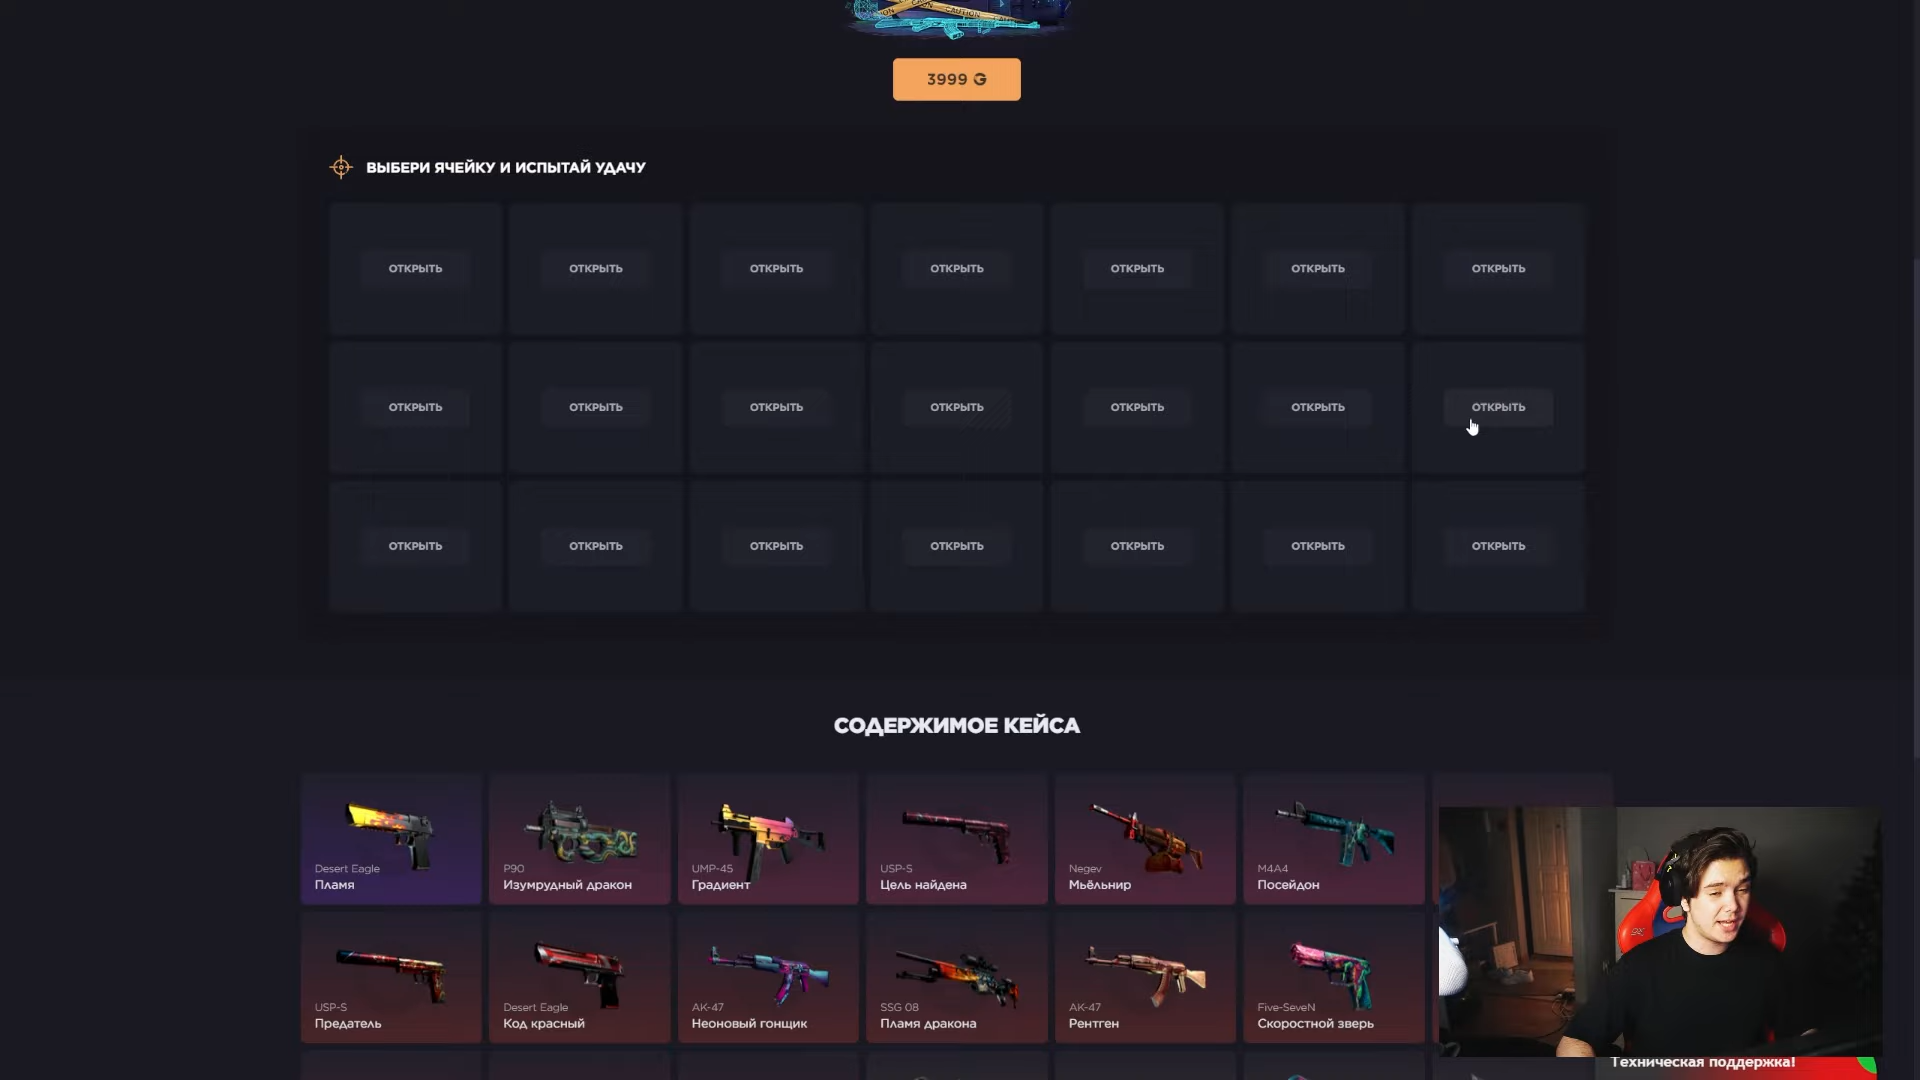 CAUTION
3999 G
ВЫБЕРИ ЯЧЕЙКУ И ИСПЫТАЙ УДАЧУ
ОТКРЫТЬ ОТКРЫТЬ ОТКРЫТЬ ОТКРЫТЬ ОТКРЫТЬ ОТКРЫТЬ ОТКРЫТЬ
ОТКРЫТЬ ОТКРЫТЬ ОТКРЫТЬ ОТКРЫТЬ ОТКРЫТЬ ОТКРЫТЬ ОТКРЫТЬ
ОТКРЫТЬ ОТКРЫТЬ ОТКРЫТЬ ОТКРЫТЬ ОТКРЫТЬ ОТКРЫТЬ ОТКРЫТЬ
СОДЕРЖИМОЕ КЕЙСА
Desert Eagle P90 UMP-45 USP-S Negev M4A4
Пламя Изумрудный дракон Градиент Цель найдена Мьёльнир Посейдон
USP-S Desert Eagle AK-47 SSG 08 AK-47 Five-SeveN
Предатель Код красный Неоновый гонщик Пламя дракона Рентген Скоростной зверь
Техническая поддержка!